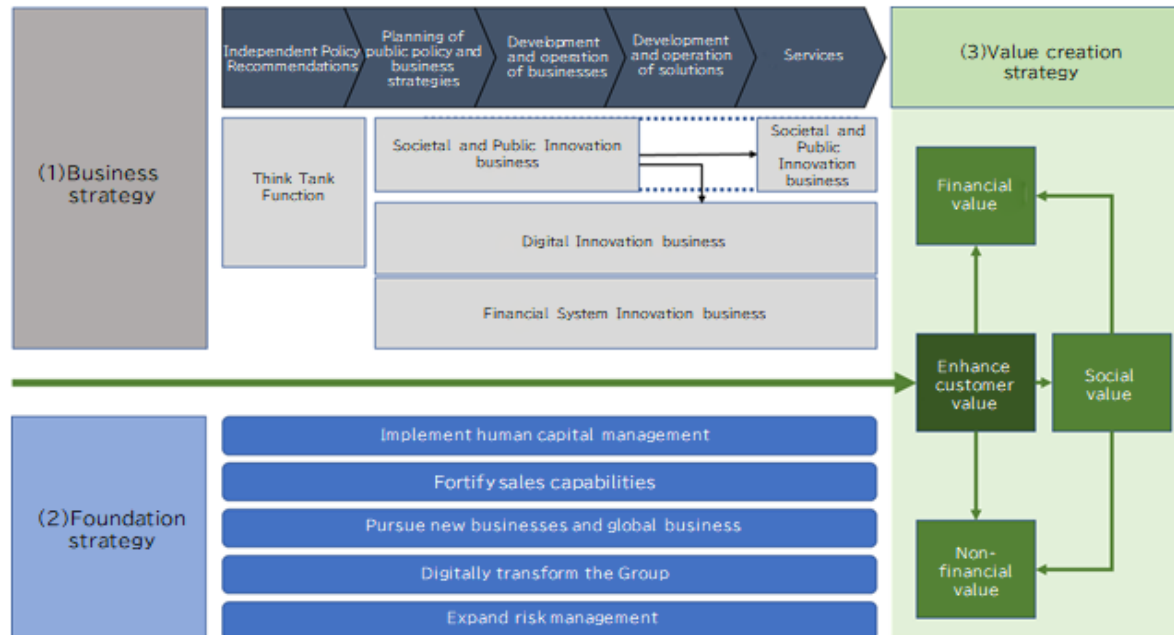 (1)Business
strategy
Independent Policy
Recommendations
Planning of
public policy and
business
strategies
Development
and operation
of businesses
Development
and operation
of solutions
Services
(3)Value creation
strategy
Think Tank
Function
Societal and Public Innovation
business
Societal and
Public
Innovation
business
Digital Innovation business
Financial System Innovation business
Financial
value
Enhance
customer
value
Social
value
Non-
financial
value
(2)Foundation
strategy
Implement human capital management
Fortify sales capabilities
Pursue new businesses and global business
Digitally transform the Group
Expand risk management